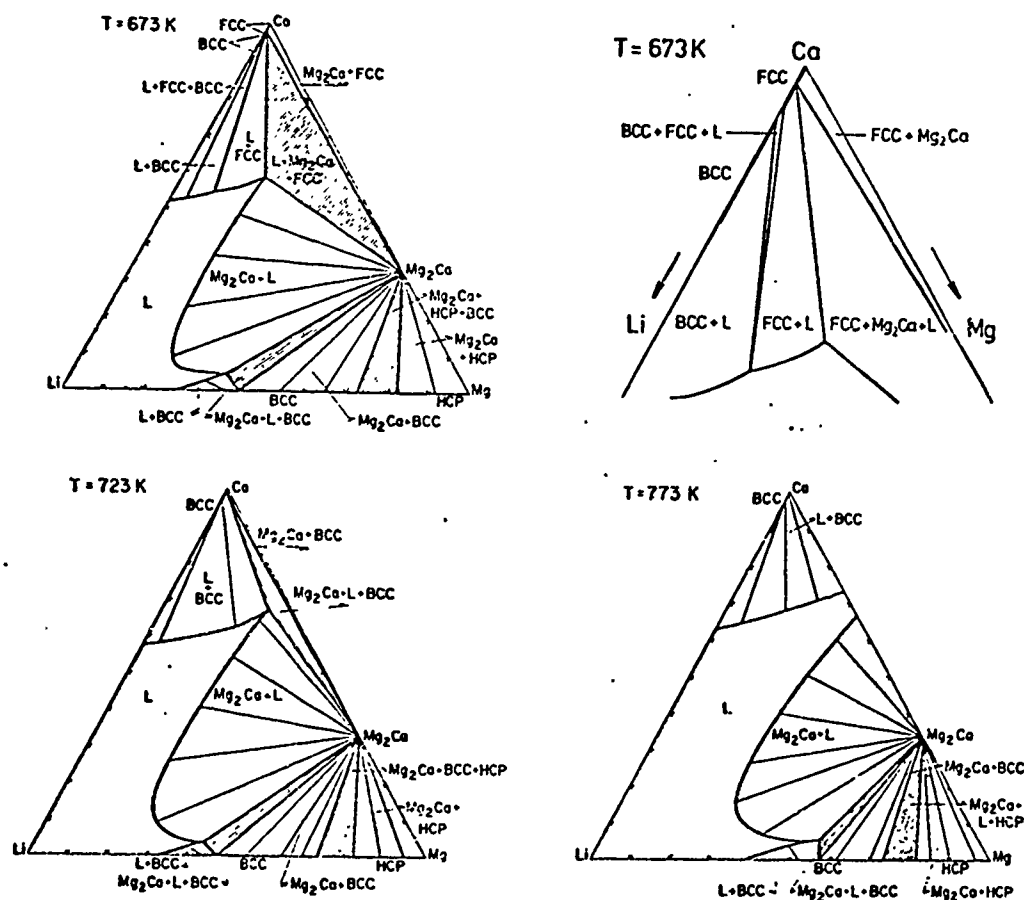 T=673 K
FCC
Ca
BCC
Mg₂Ca+FCC
L+FCC+BCC
L
+
FCC
L+Mg₂Ca
+FCC
L+BCC
Mg₂Ca
Mg₂Ca+L
Mg₂Ca+
HCP+BCC
L
Mg₂Ca
+HCP
Li
Mg
BCC
HCP
L+BCC
Mg₂Ca+L+BCC
Mg₂Ca+BCC
T=673K
Ca
FCC
BCC+FCC+L
FCC+Mg₂Ca
BCC
Li
BCC+L
FCC+L
FCC+Mg₂Ca+L
Mg
T=723 K
Ca
BCC
Mg₂Ca+BCC
L
+
BCC
Mg₂Ca+L+BCC
L
Mg₂Ca+L
Mg₂Ca
Mg₂Ca+BCC+HCP
Mg₂Ca+
HCP
Li
Mg
L+BCC
BCC
HCP
Mg₂Ca+L+BCC
Mg₂Ca+BCC
T=773 K
Ca
BCC
L+BCC
L
Mg₂Ca+L
Mg₂Ca
Mg₂Ca+BCC
Mg₂Ca+
L+HCP
Li
Mg
BCC
HCP
L+BCC
Mg₂Ca+L+BCC
Mg₂Ca+HCP